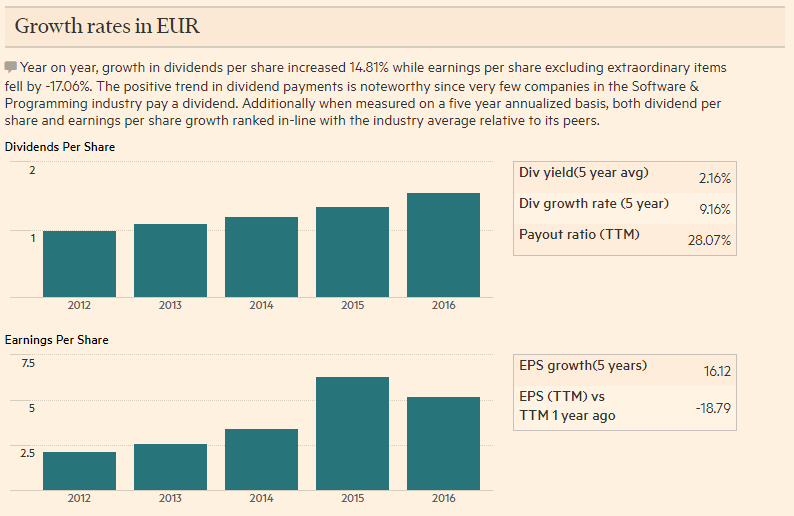 Growth rates in EUR
Year on year, growth in dividends per share increased 14.81% while earnings per share excluding extraordinary items
fell by -17.06%. The positive trend in dividend payments is noteworthy since very few companies in the Software &
Programming industry pay a dividend. Additionally when measured on a five year annualized basis, both dividend per
share and earnings per share growth ranked in-line with the industry average relative to its peers.
Dividends Per Share
2
1
2012 2013 2014 2015 2016
Div yield(5 year avg) 2.16%
Div growth rate (5 year) 9.16%
Payout ratio (TTM) 28.07%
Earnings Per Share
7.5
5
2.5
2012 2013 2014 2015 2016
EPS growth(5 years) 16.12
EPS (TTM) vs
TTM 1 year ago -18.79